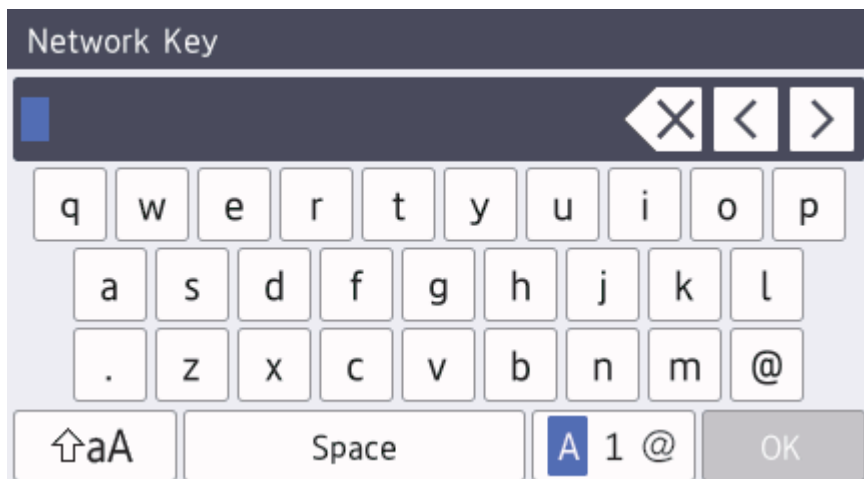 Network Key
q w e r t y u i o p
a s d f g h j k l
. z x c v b n m @
aA Space A 1 @ OK